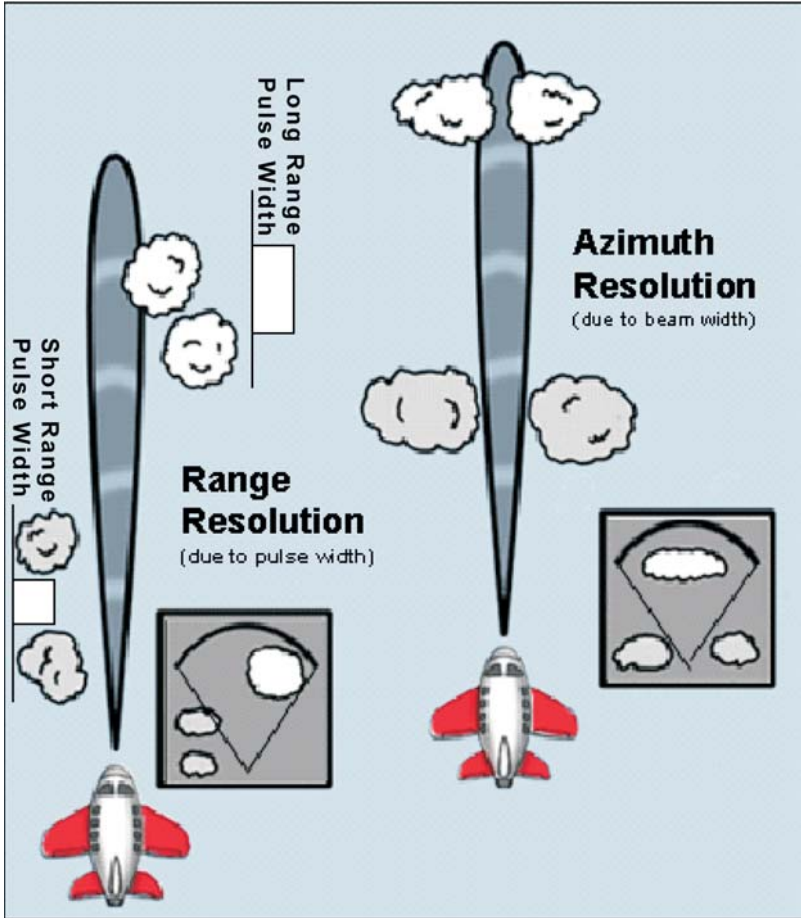 Long Range
Pulse Width
Azimuth
Resolution
(due to beam width)
Short Range
Pulse Width
Range
Resolution
(due to pulse width)